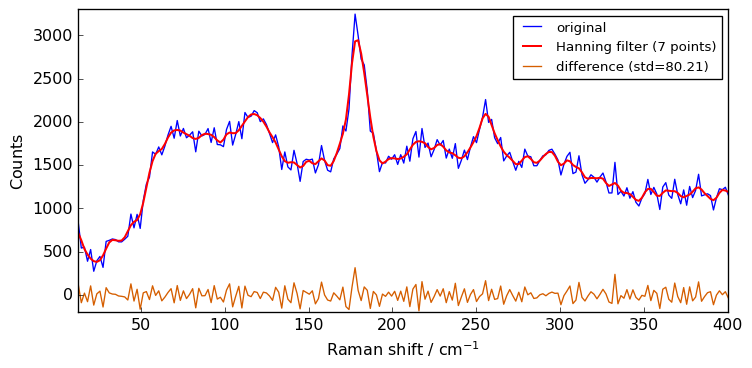 original
Hanning filter (7 points)
difference (std=80.21)
Counts
3000
2500
2000
1500
1000
500
0
50 100 150 200 250 300 350 400
Raman shift / cm⁻¹